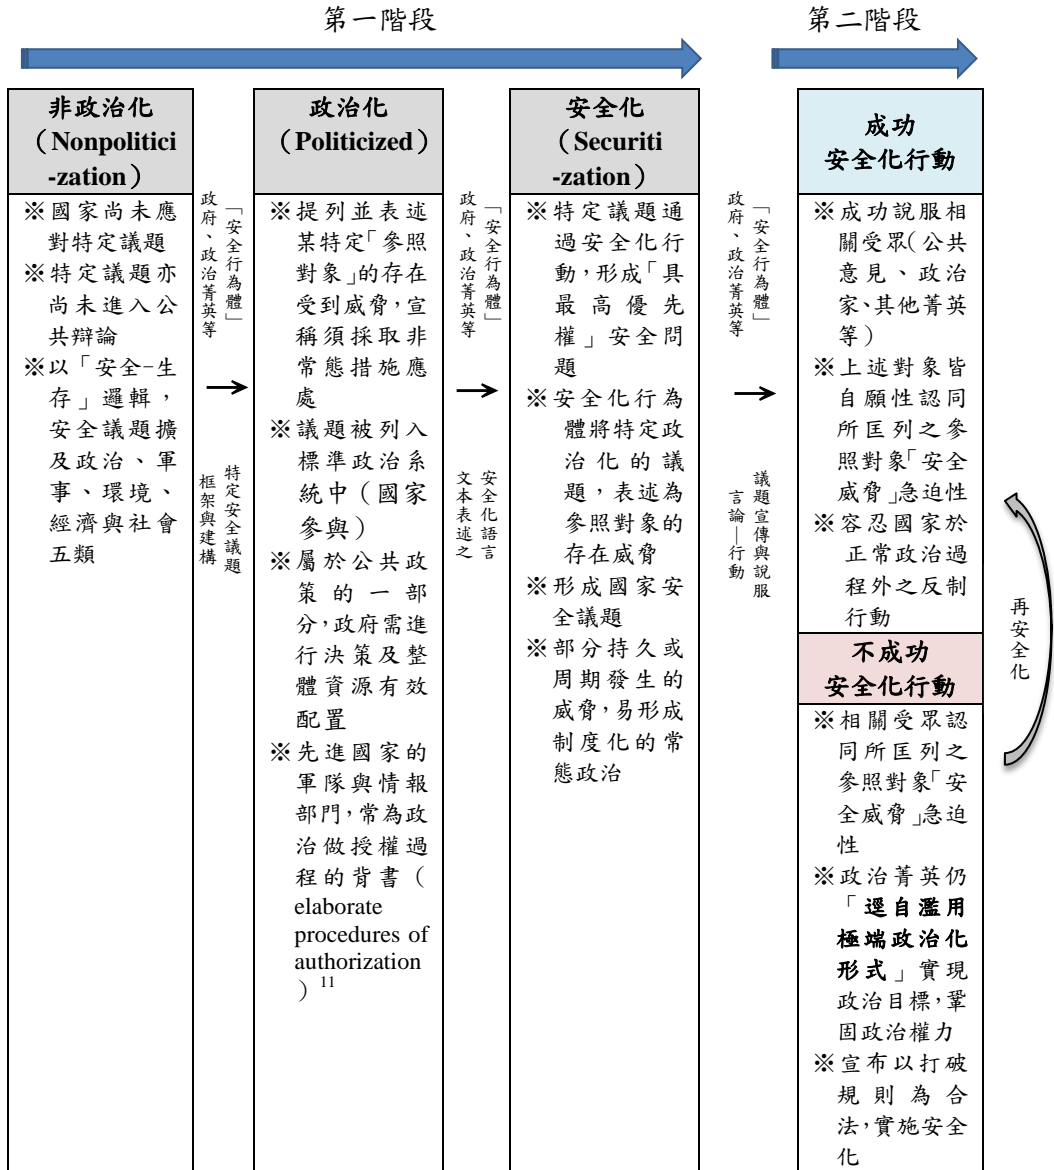 第一階段
第二階段
非政治化
（Nonpolitici
-zation）
※國家尚未應
對特定議題
※特定議題亦
尚未進入公
共辯論
※以「安全-生
存」邏輯，
安全議題擴
及政治、軍
事、環境、
經濟與社會
五類
「安全行為體」
政府、政治菁英等
特定安全議題
框架與建構
政治化
（Politicized）
※提列並表述
某特定「參照
對象」的存在
受到威脅，宣
稱須採取非
常態措施應
處
※議題被列入
標準政治系
統中（國家
參與）
※屬於公共政
策的一部
分，政府需進
行決策及整
體資源有效
配置
※先進國家的
軍隊與情報
部門，常為政
治做授權過
程的背書（
elaborate
procedures of
authorization
）11
「安全行為體」
政府、政治菁英等
安全化語言
文本表述之
安全化
（Securiti
-zation）
※特定議題通
過安全化行
動，形成「具
最高優先
權」安全問
題
※安全化行為
體將特定政
治化的議
題，表述為
參照對象的
存在威脅
※形成國家安
全議題
※部分持久或
周期發生的
威脅，易形成
制度化的常
態政治
「安全行為體」
政府、政治菁英等
議題宣傳與說服
言論—行動
成功
安全化行動
※成功說服相
關受眾（公共
意見、政治
家、其他菁英
等）
※上述對象皆
自願性認同
所匡列之參
照對象「安全
威脅」急迫性
※容忍國家於
正常政治過
程外之反制
行動
不成功
安全化行動
※相關受眾認
同所匡列之
參照對象「安
全威脅」急迫
性
※政治菁英仍
「逕自濫用
極端政治化
形式」實現
政治目標，鞏
固政治權力
※宣布以打破
規則為合
法，實施安全
化
再安全化